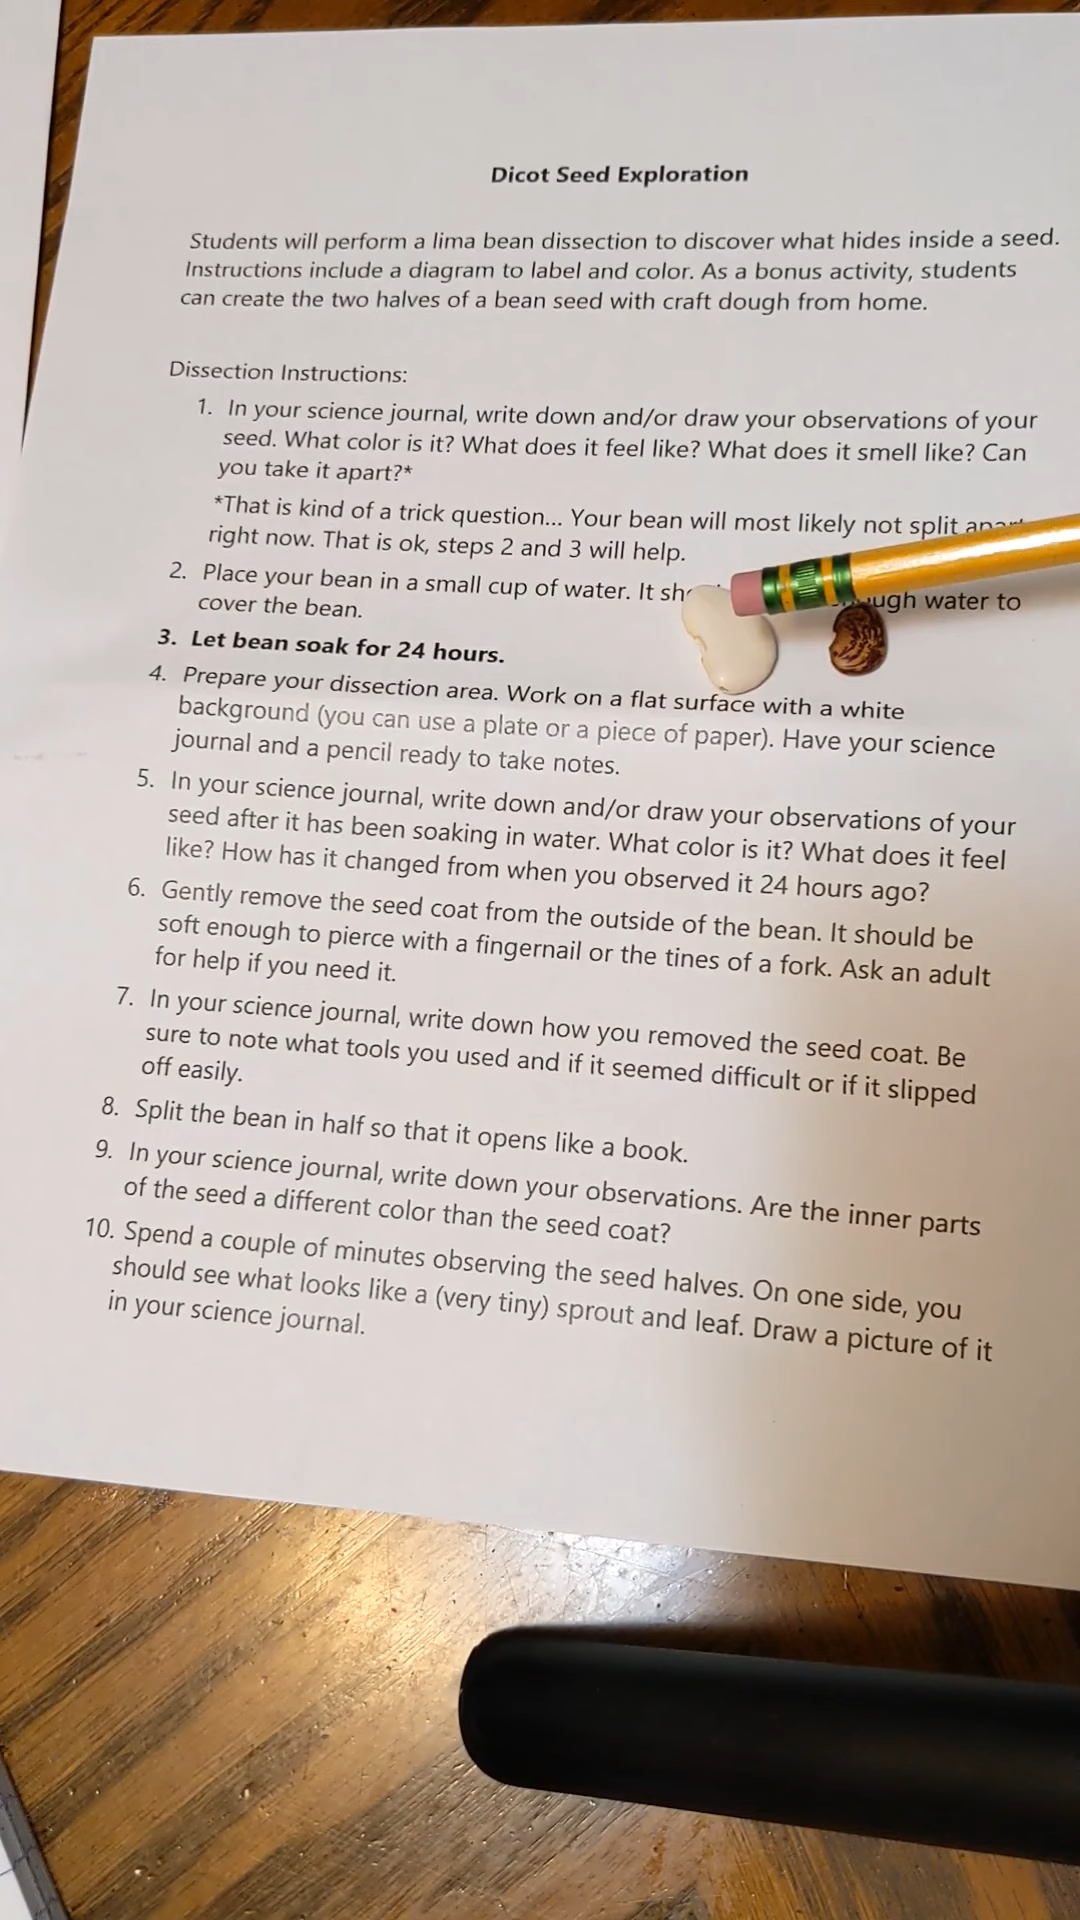 Dicot Seed Exploration
Students will perform a lima bean dissection to discover what hides inside a seed.
Instructions include a diagram to label and color. As a bonus activity, students
can create the two halves of a bean seed with craft dough from home.
Dissection Instructions:
1. In your science journal, write down and/or draw your observations of your
seed. What color is it? What does it feel like? What does it smell like? Can
you take it apart?*
*That is kind of a trick question... Your bean will most likely not split apart
right now. That is ok, steps 2 and 3 will help.
2. Place your bean in a small cup of water. It water to
cover the bean.
3. Let bean soak for 24 hours.
4. Prepare your dissection area. Work on a flat surface with a white
background (you can use a plate or a piece of paper). Have your science
journal and a pencil ready to take notes.
5. In your science journal, write down and/or draw your observations of your
seed after it has been soaking in water. What color is it? What does it feel
like? How has it changed from when you observed it 24 hours ago?
6. Gently remove the seed coat from the outside of the bean. It should be
soft enough to pierce with a fingernail or the tines of a fork. Ask an adult
for help if you need it.
7. In your science journal, write down how you removed the seed coat. Be
sure to note what tools you used and if it seemed difficult or if it slipped
off easily.
8. Split the bean in half so that it opens like a book.
9. In your science journal, write down your observations. Are the inner parts
of the seed a different color than the seed coat?
10. Spend a couple of minutes observing the seed halves. On one side, you
should see what looks like a (very tiny) sprout and leaf. Draw a picture of it
in your science journal.